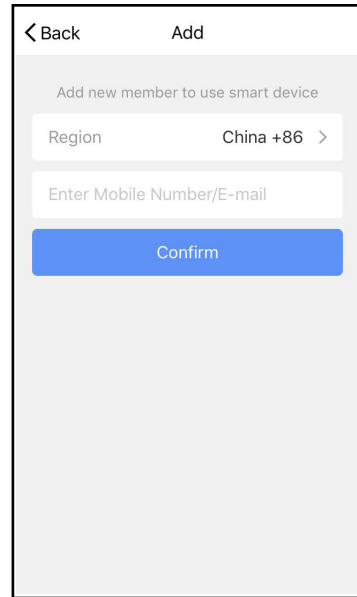 Back Add
Add new member to use smart device
Region China +86
Enter Mobile Number/E-mail
Confirm